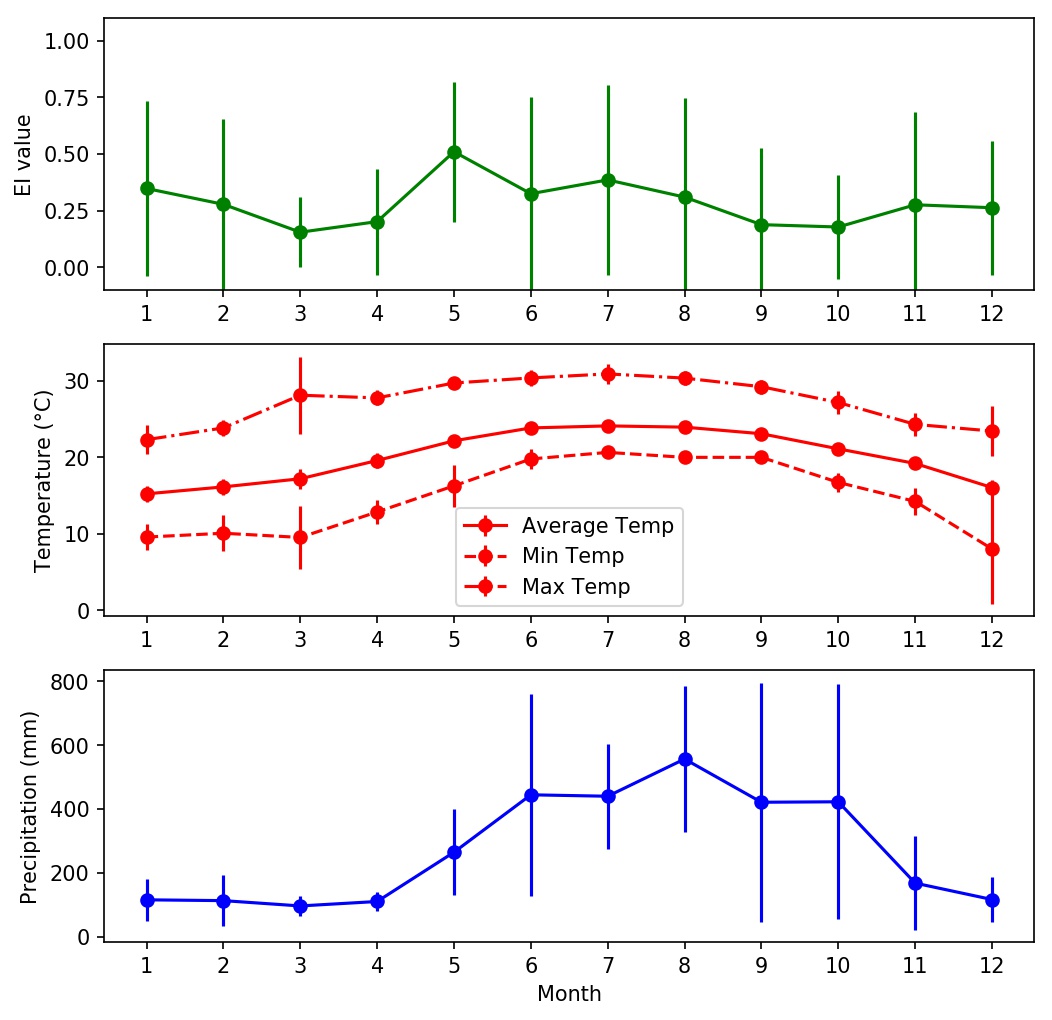 EI value
1.00
0.75
0.50
0.25
0.00
1 2 3 4 5 6 7 8 9 10 11 12
Temperature (°C)
30
20
10
0
Average Temp
Min Temp
Max Temp
1 2 3 4 5 6 7 8 9 10 11 12
Precipitation (mm)
800
600
400
200
0
1 2 3 4 5 6 7 8 9 10 11 12
Month